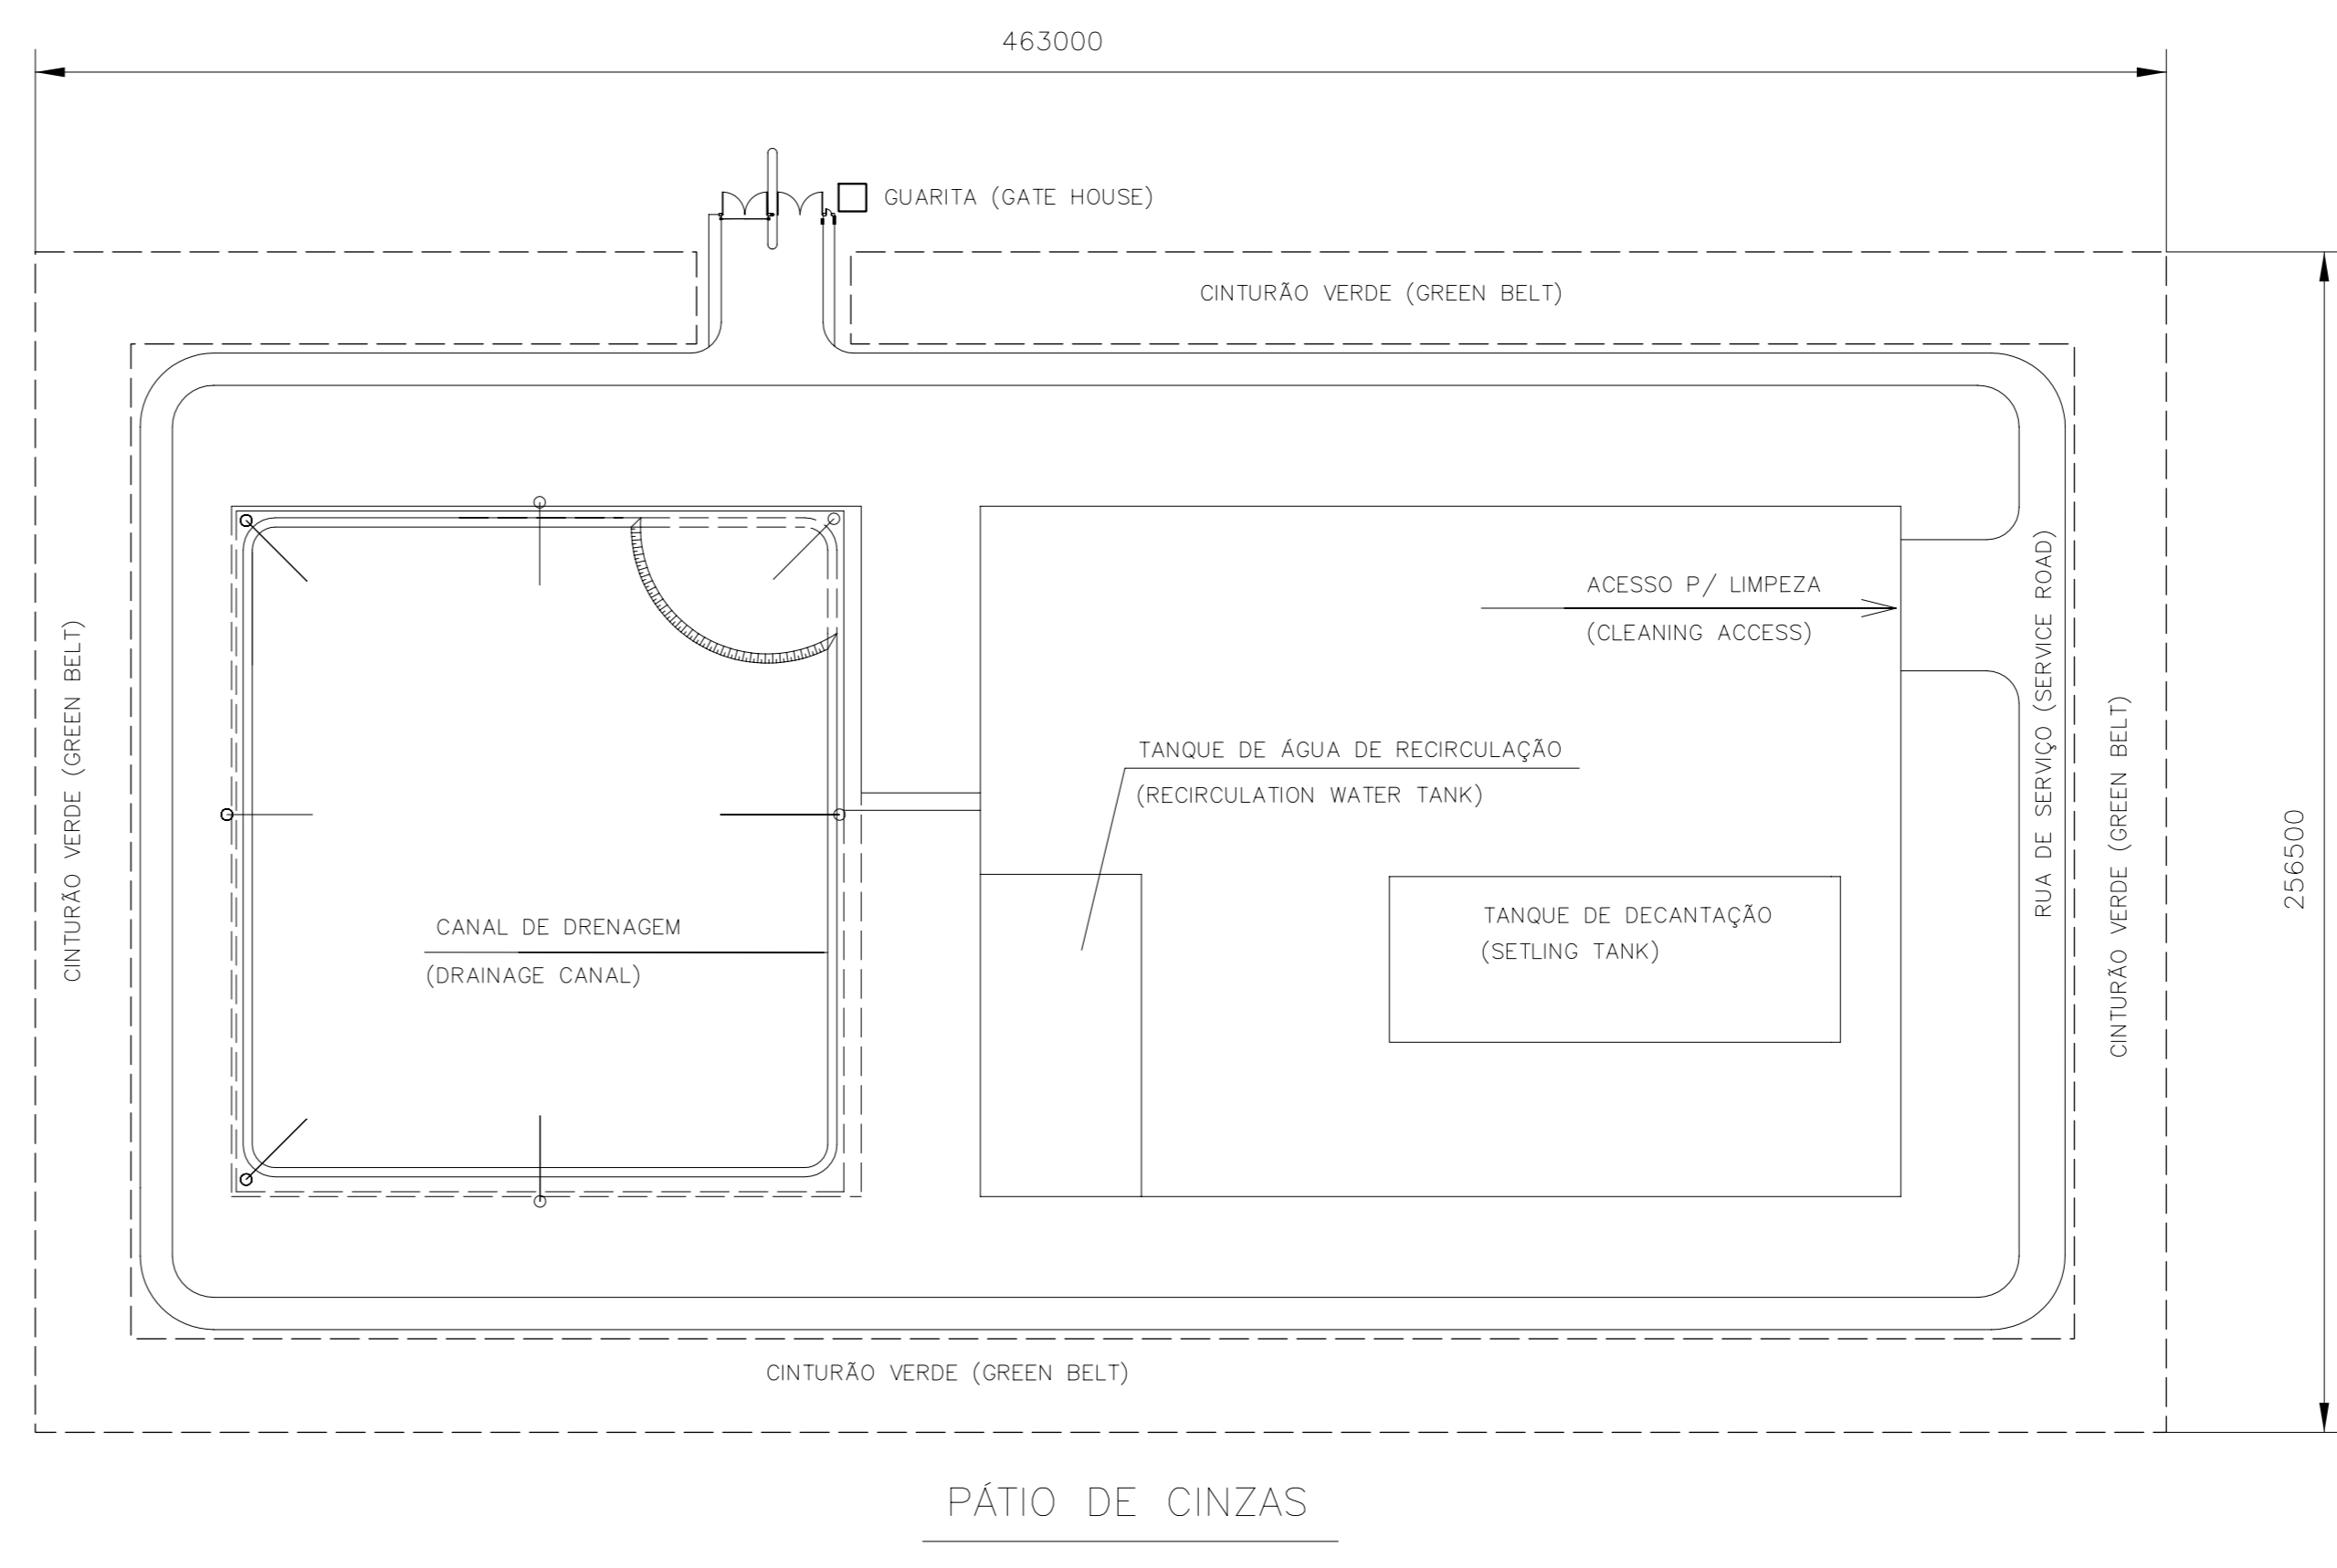 463000
GUARITA (GATE HOUSE)
CINTURÃO VERDE (GREEN BELT)
ACESSO P/ LIMPEZA
(CLEANING ACCESS)
RUA DE SERVIÇO (SERVICE ROAD)
CINTURÃO VERDE (GREEN BELT)
TANQUE DE ÁGUA DE RECIRCULAÇÃO
(RECIRCULATION WATER TANK)
CINTURÃO VERDE (GREEN BELT)
256500
CANAL DE DRENAGEM
(DRAINAGE CANAL)
TANQUE DE DECANTAÇÃO
(SETLING TANK)
CINTURÃO VERDE (GREEN BELT)
PÁTIO DE CINZAS